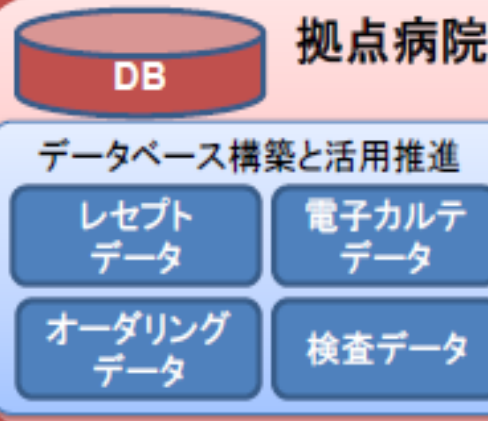 拠点病院
DB
データベース構築と活用推進
レセプト
データ
電子カルテ
データ
オーダリング
データ
検査データ